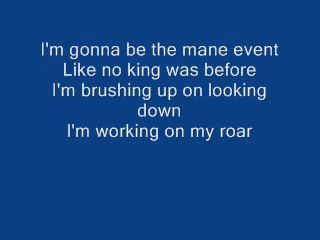 I'm gonna be the mane event
Like no king was before
I'm brushing up on looking
down
I'm working on my roar